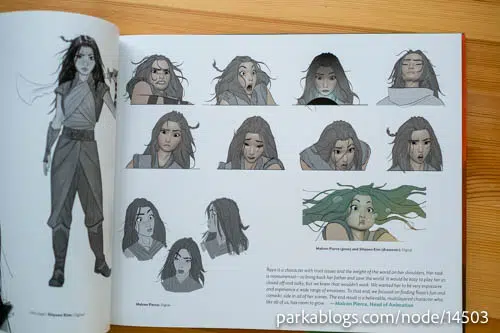 Malcon Pierce (pose) and Shiyoon Kim (drawover), Digital
Malcon Pierce, Digital
Raya is a character with trust issues and the weight of the world on her shoulders. Her task
is monumental—to bring back her father and save the world. It would be easy to play her as
closed off and salty, but we knew that wouldn't work. We wanted her to be very expressive
and experience a wide range of emotions. To that end, we focused on finding Raya's fun and
comedic side in all of her scenes. The end result is a believable, multilayered character who
like all of us, has room to grow.
—Malcon Pierce, Head of Animation
Shiyoon Kim, Digital
parkablogs.com/node/14503